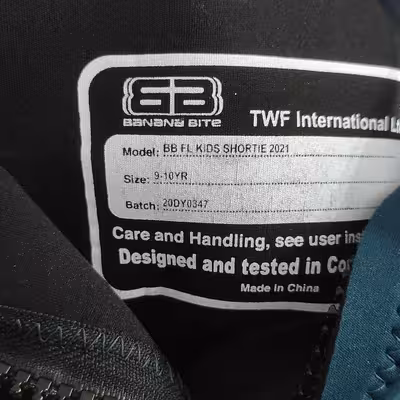 BANANA BITE
TWF International
Model: BB FL KIDS SHORTIE 2021
Size: 9-10YR
Batch: 20DY0347
Care and Handling, see user
Designed and tested in
Made in China